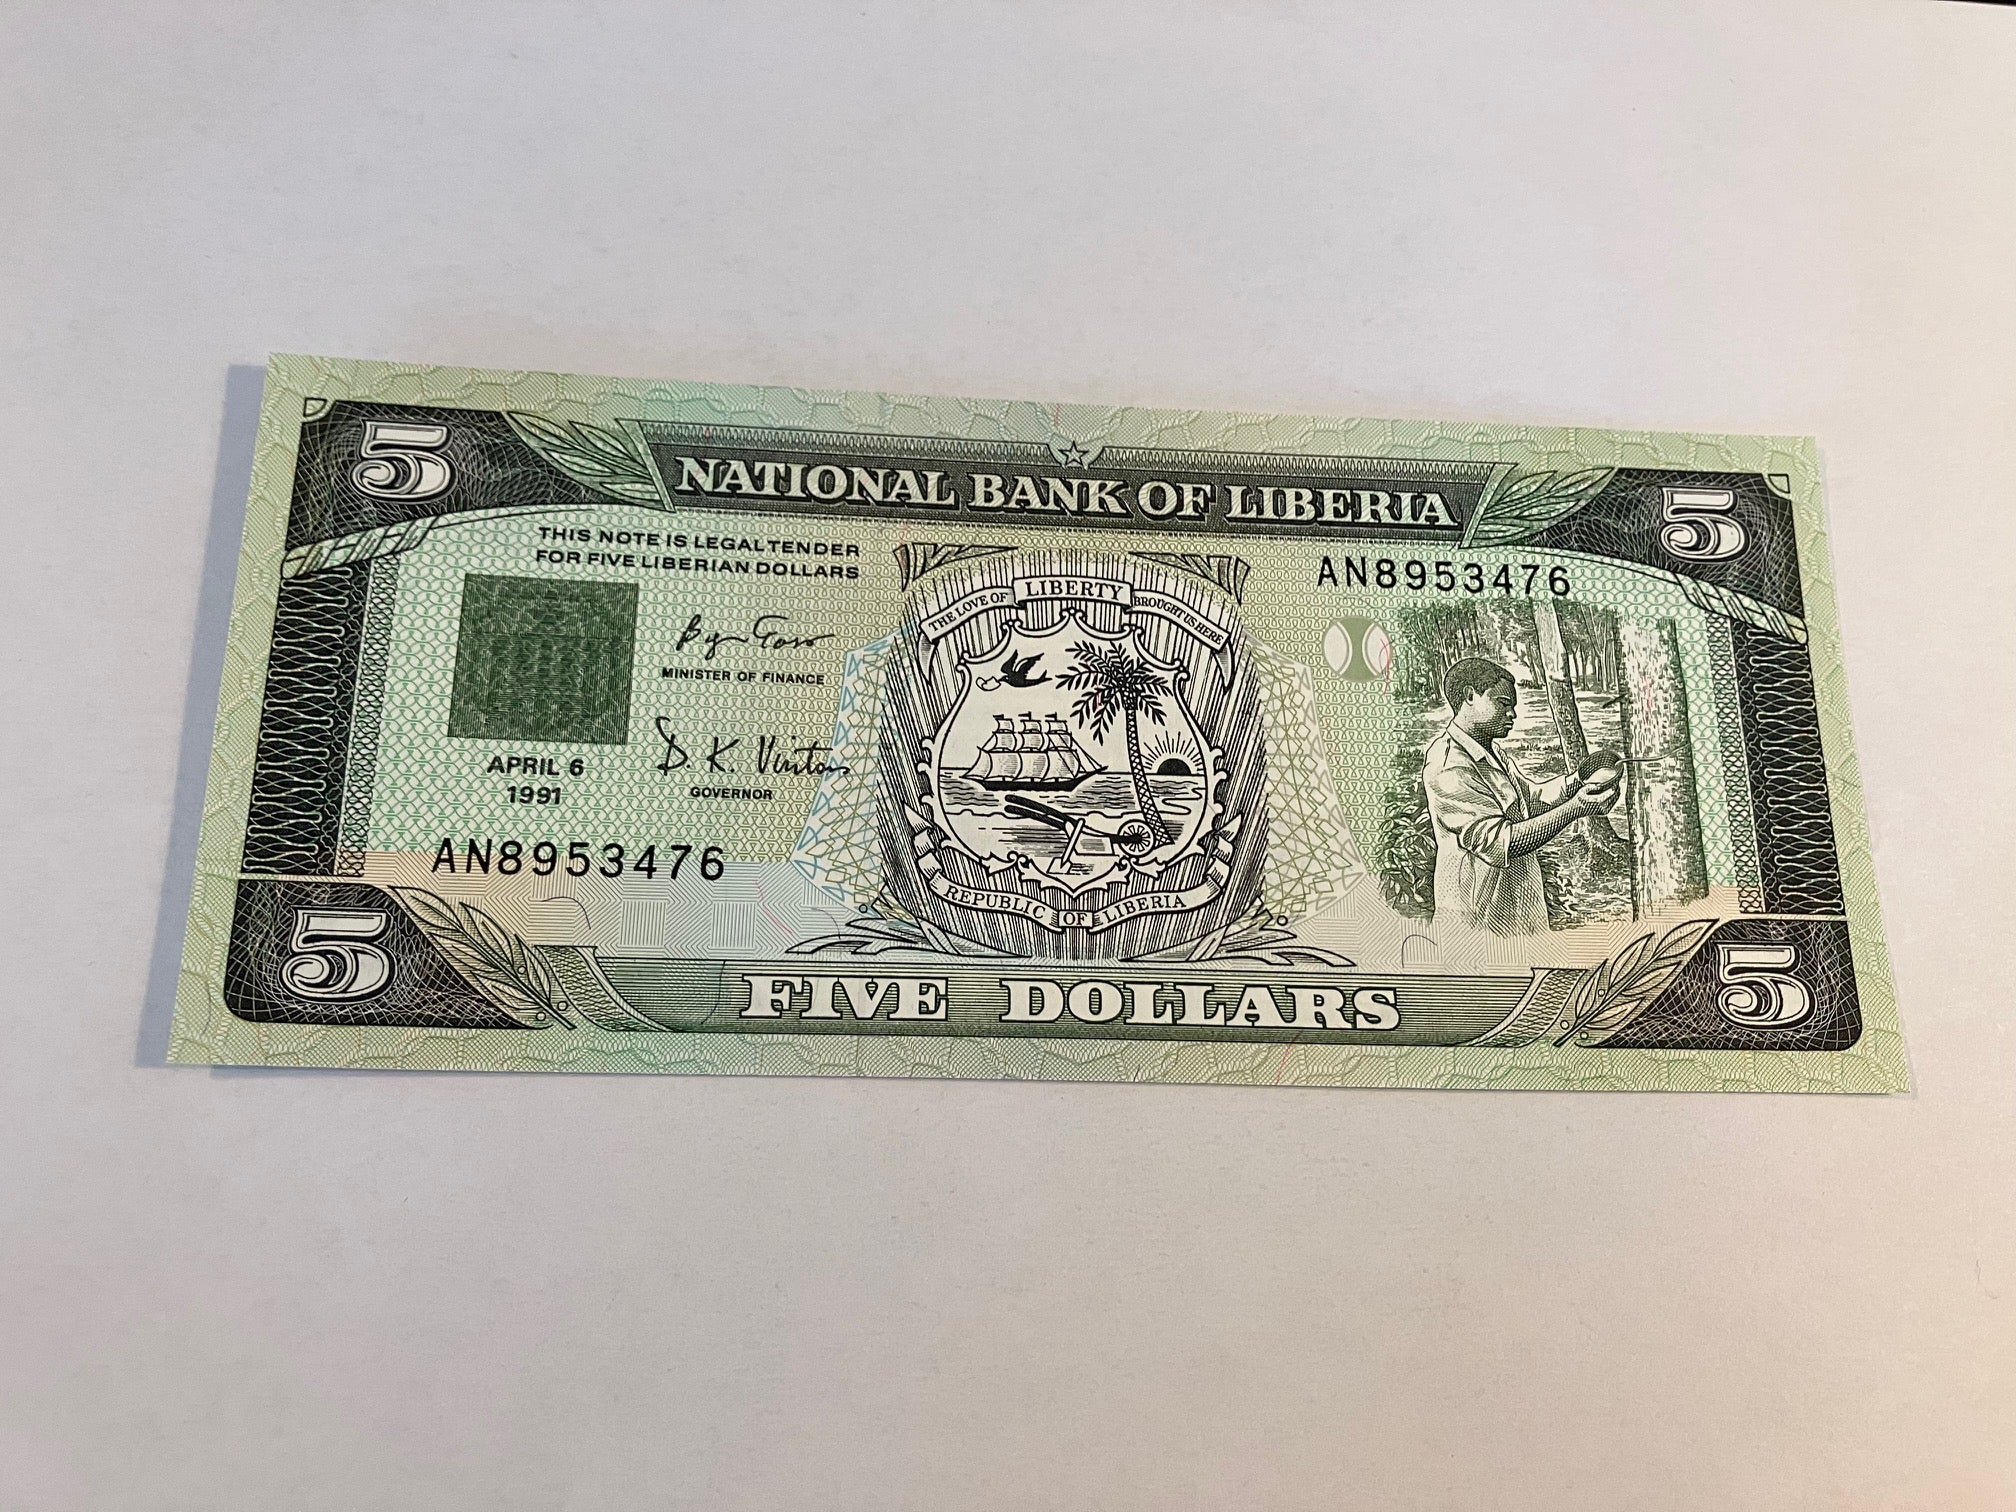 5
NATIONAL BANK OF LIBERIA
5
THIS NOTE IS LEGAL TENDER
FOR FIVE LIBERIAN DOLLARS
AN8953476
THE LOVE OF LIBERTY BROUGHT US HERE
MINISTER OF FINANCE
APRIL 6
1991
D. K. Vinton
GOVERNOR
AN8953476
REPUBLIC OF LIBERIA
5
FIVE DOLLARS
5